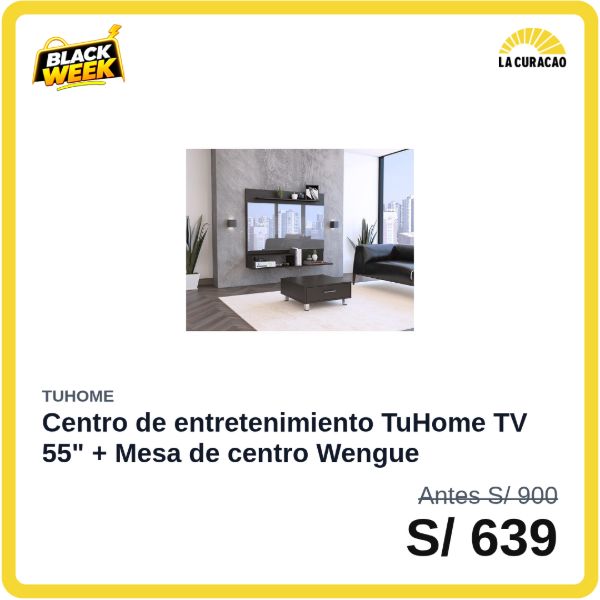 BLACK
WEEK
LA CURACAO
TUHOME
Centro de entretenimiento TuHome TV
55" + Mesa de centro Wengue
Antes S/ 900
S/ 639